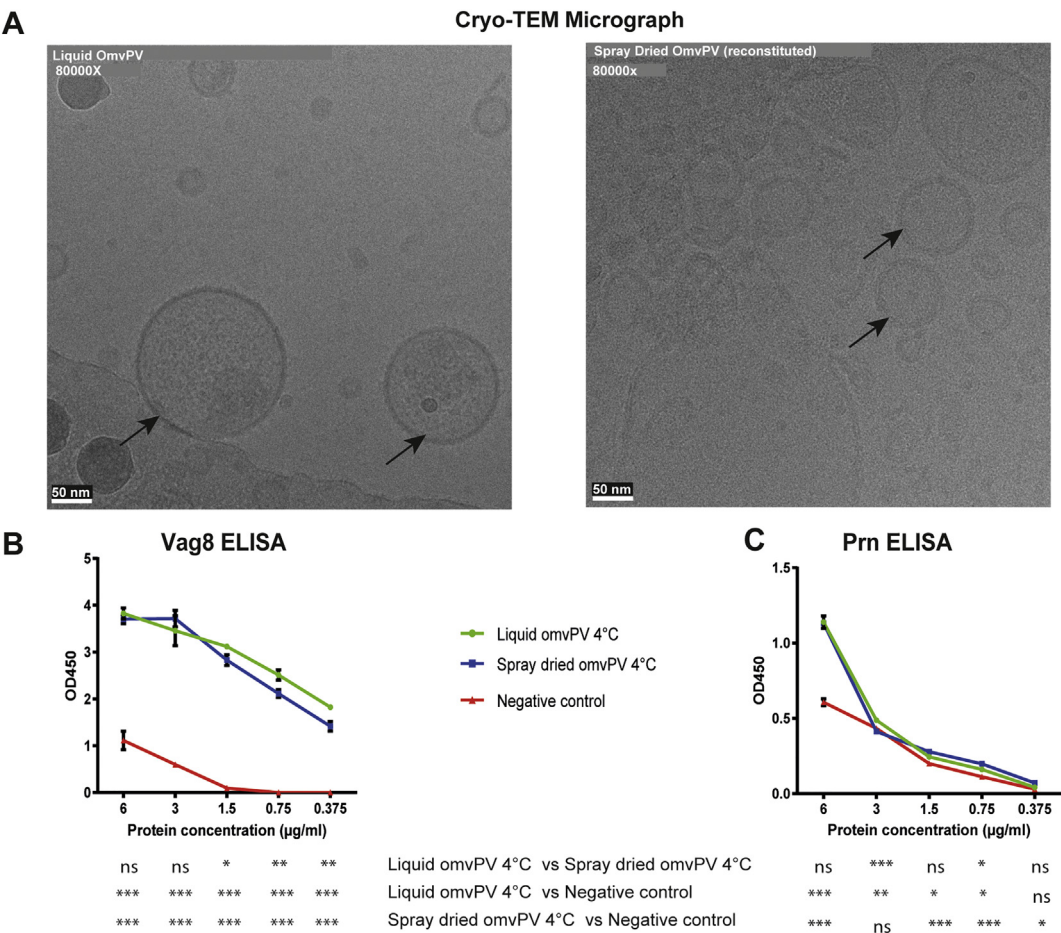 Cryo-TEM Micrograph
A
Liquid OmvPV
80000X
50 nm
Spray Dried OmvPV (reconstituted)
80000x
50 nm
B
Vag8 ELISA
OD450
5
4
3
2
1
0
6 3 1.5 0.75 0.375
Protein concentration (µg/ml)
Liquid omvPV 4°C
Spray dried omvPV 4°C
Negative control
C
Prn ELISA
OD450
1.5
1.0
0.5
0.0
6 3 1.5 0.75 0.375
Protein concentration (µg/ml)
ns ns * ** ** Liquid omvPV 4°C vs Spray dried omvPV 4°C ns *** ns * ns
*** *** *** *** *** Liquid omvPV 4°C vs Negative control *** ** * * ns
*** *** *** *** *** Spray dried omvPV 4°C vs Negative control *** ns *** *** *